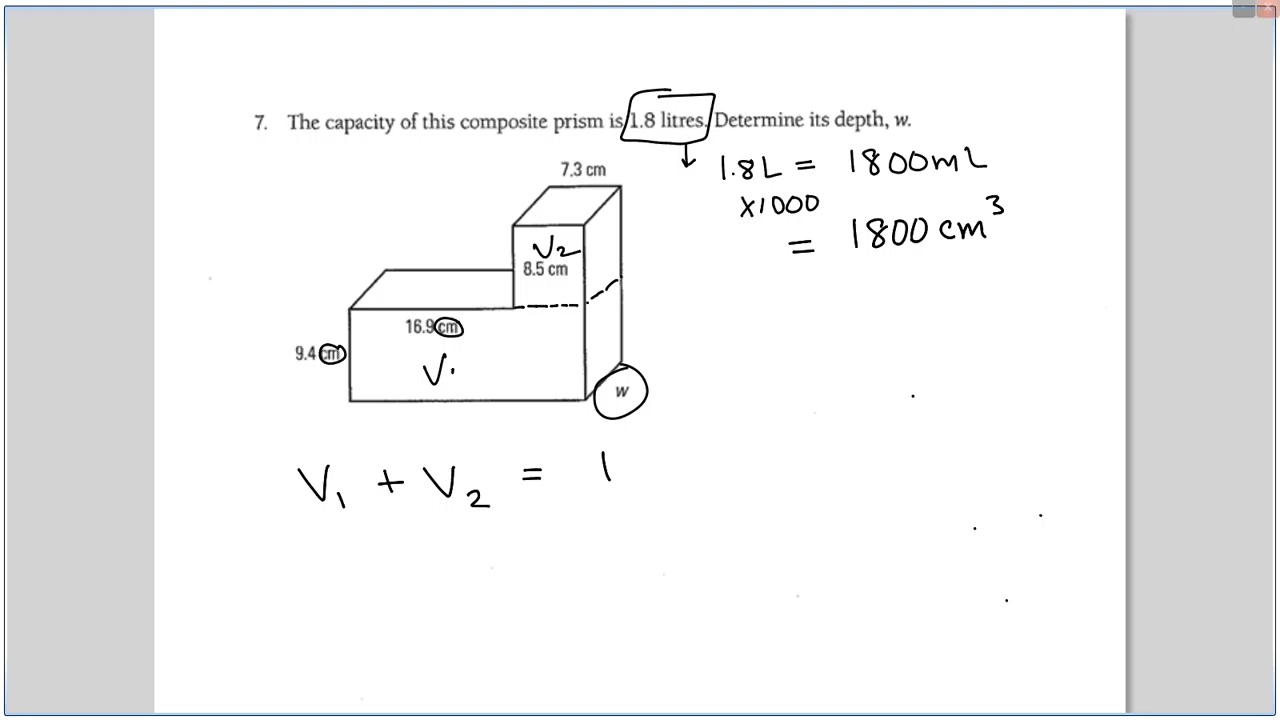 7. The capacity of this composite prism is 1.8 litres. Determine its depth, w.
7.3 cm
1.8L = 1800mL
x1000
= 1800 cm³
V2
8.5 cm
16.9 cm
9.4 cm
V1
w
V1 + V2 = 1